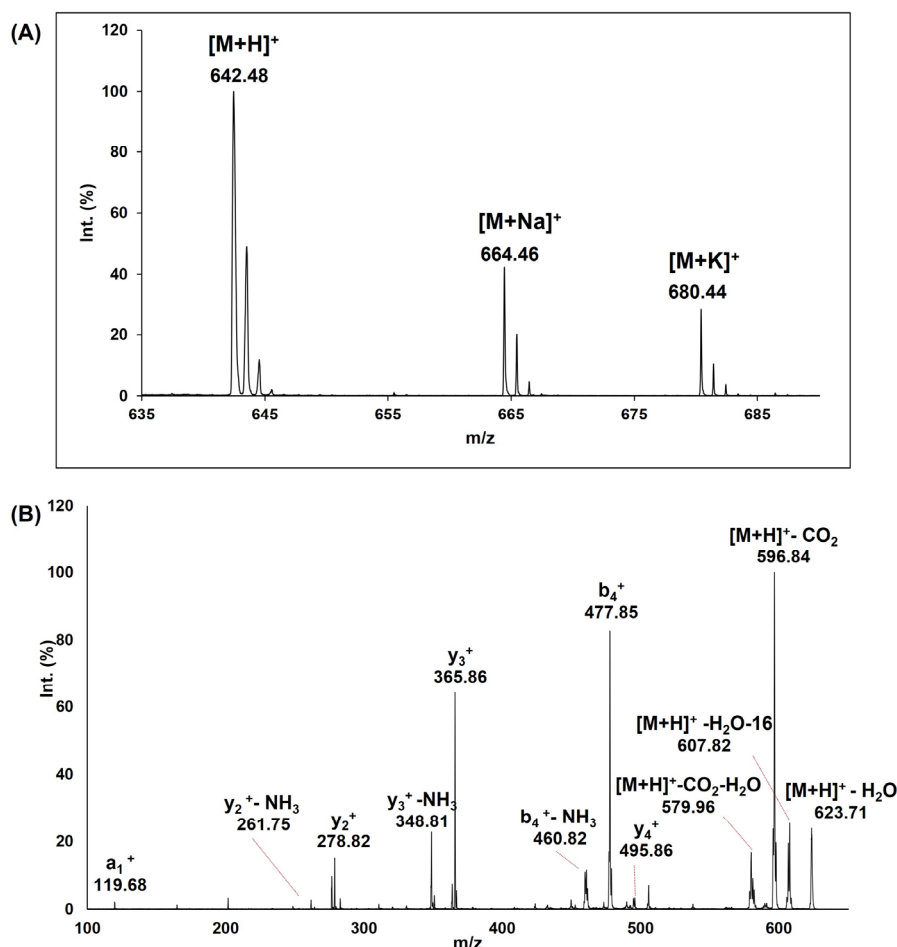 (A)
120
100
80
60
40
20
0
Int. (%)
[M+H]⁺
642.48
[M+Na]⁺
664.46
[M+K]⁺
680.44
635 645 655 665 675 685
m/z
(B)
120
100
80
60
40
20
0
Int. (%)
[M+H]⁺- CO₂
596.84
b₄⁺
477.85
y₃⁺
365.86
[M+H]⁺ -H₂O-16
607.82
[M+H]⁺-CO₂-H₂O
579.96
[M+H]⁺ - H₂O
623.71
y₂⁺- NH₃
261.75
y₂⁺
278.82
y₃⁺ -NH₃
348.81
b₄⁺ - NH₃
460.82
y₄⁺
495.86
a₁⁺
119.68
100 200 300 400 500 600
m/z